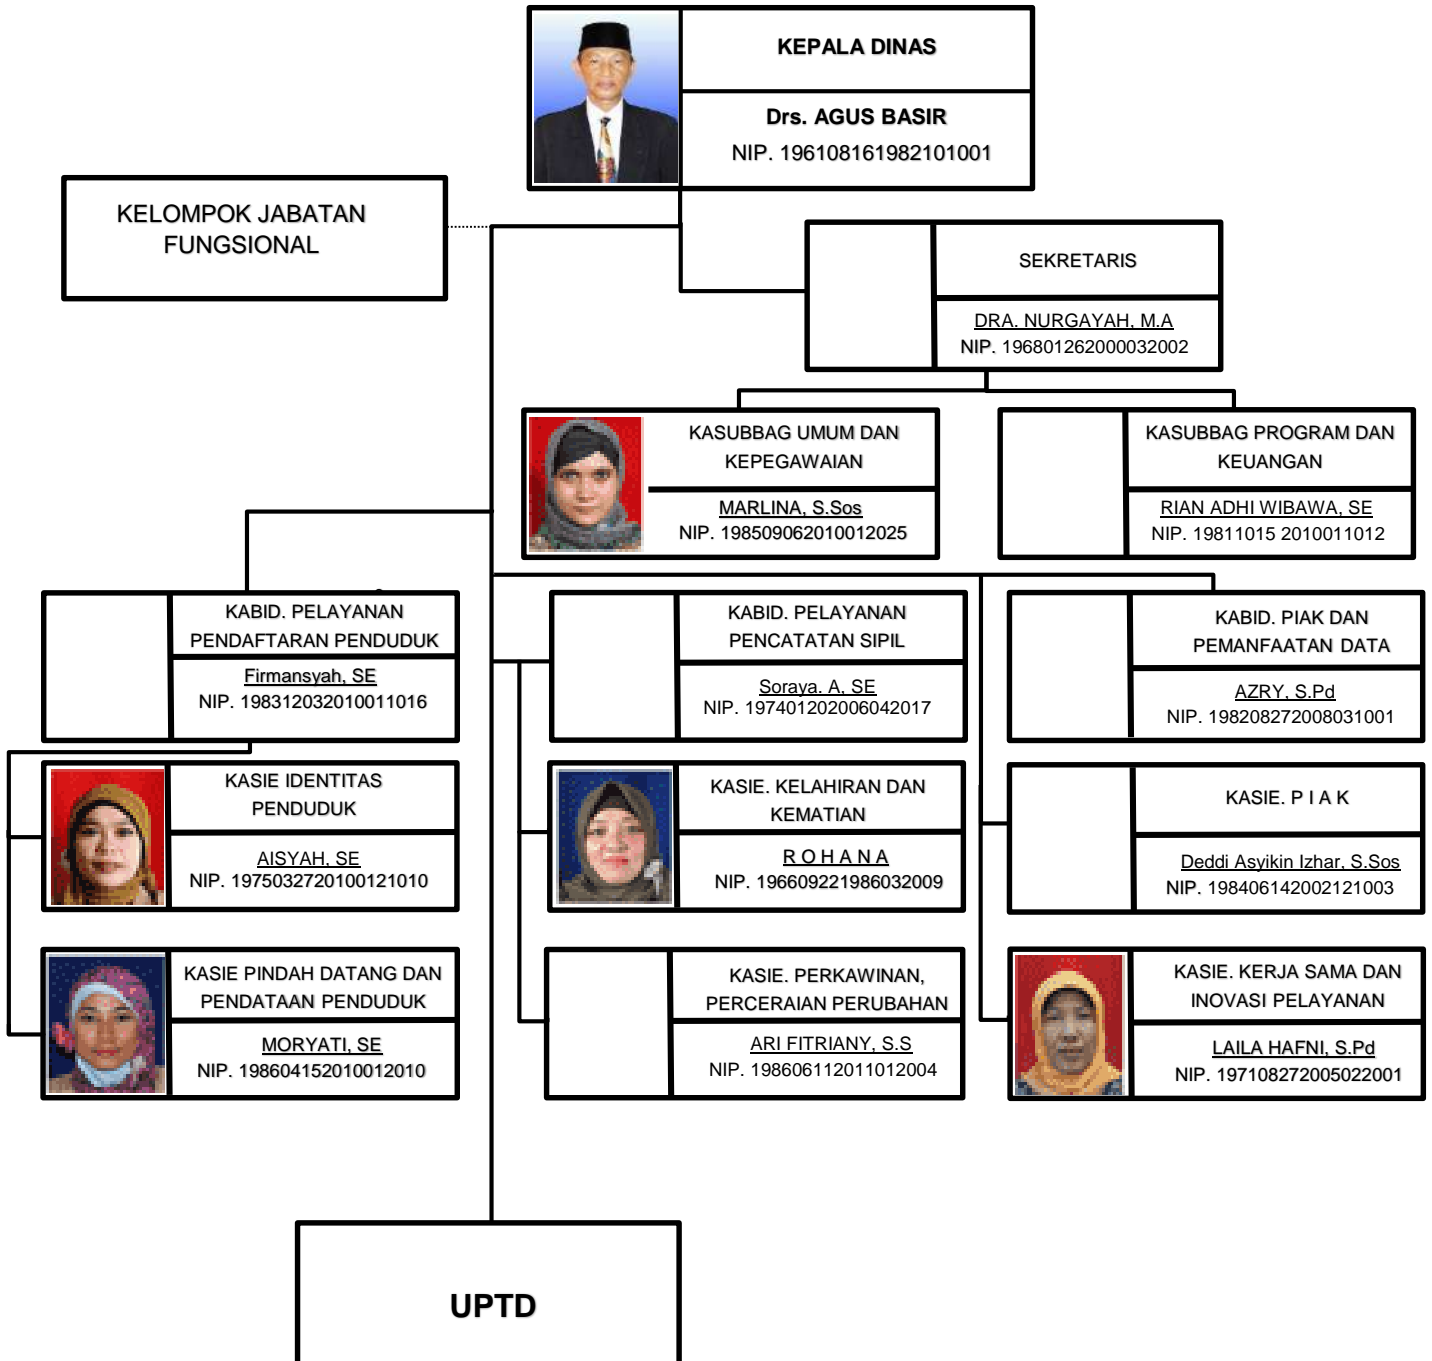 KEPALA DINAS
Drs. AGUS BASIR
NIP. 196108161982101001
KELOMPOK JABATAN
FUNGSIONAL
SEKRETARIS
DRA. NURGAYAH, M.A
NIP. 196801262000032002
KASUBBAG UMUM DAN
KEPEGAWAIAN
MARLINA, S.Sos
NIP. 198509062010012025
KASUBBAG PROGRAM DAN
KEUANGAN
RIAN ADHI WIBAWA, SE
NIP. 19811015 2010011012
KABID. PELAYANAN
PENDAFTARAN PENDUDUK
Firmansyah, SE
NIP. 198312032010011016
KABID. PELAYANAN
PENCATATAN SIPIL
Soraya. A, SE
NIP. 197401202006042017
KABID. PIAK DAN
PEMANFAATAN DATA
AZRY, S.Pd
NIP. 198208272008031001
KASIE IDENTITAS
PENDUDUK
AISYAH, SE
NIP. 1975032720100121010
KASIE. KELAHIRAN DAN
KEMATIAN
R O H A N A
NIP. 196609221986032009
KASIE. P I A K
Deddi Asyikin Izhar, S.Sos
NIP. 198406142002121003
KASIE PINDAH DATANG DAN
PENDATAAN PENDUDUK
MORYATI, SE
NIP. 198604152010012010
KASIE. PERKAWINAN,
PERCERAIAN PERUBAHAN
ARI FITRIANY, S.S
NIP. 198606112011012004
KASIE. KERJA SAMA DAN
INOVASI PELAYANAN
LAILA HAFNI, S.Pd
NIP. 197108272005022001
UPTD